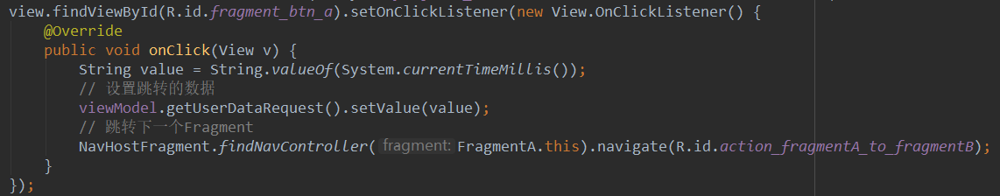 view.findViewById(R.id.fragment_btn_a).setOnClickListener(new View.OnClickListener() {
    @Override
    public void onClick(View v) {
        String value = String.valueOf(System.currentTimeMillis());
        // 设置跳转的数据
        viewModel.getUserDataRequest().setValue(value);
        // 跳转下一个Fragment
        NavHostFragment.findNavController( fragment: FragmentA.this).navigate(R.id.action_fragmentA_to_fragmentB);
    }
});